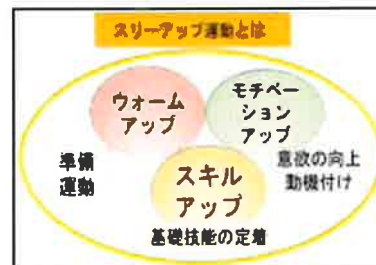 スリーアップ運動とは
ウォーム
アップ
モチベー
ション
アップ
準備
運動
意欲の向上
動機付け
スキル
アップ
基礎技能の定着